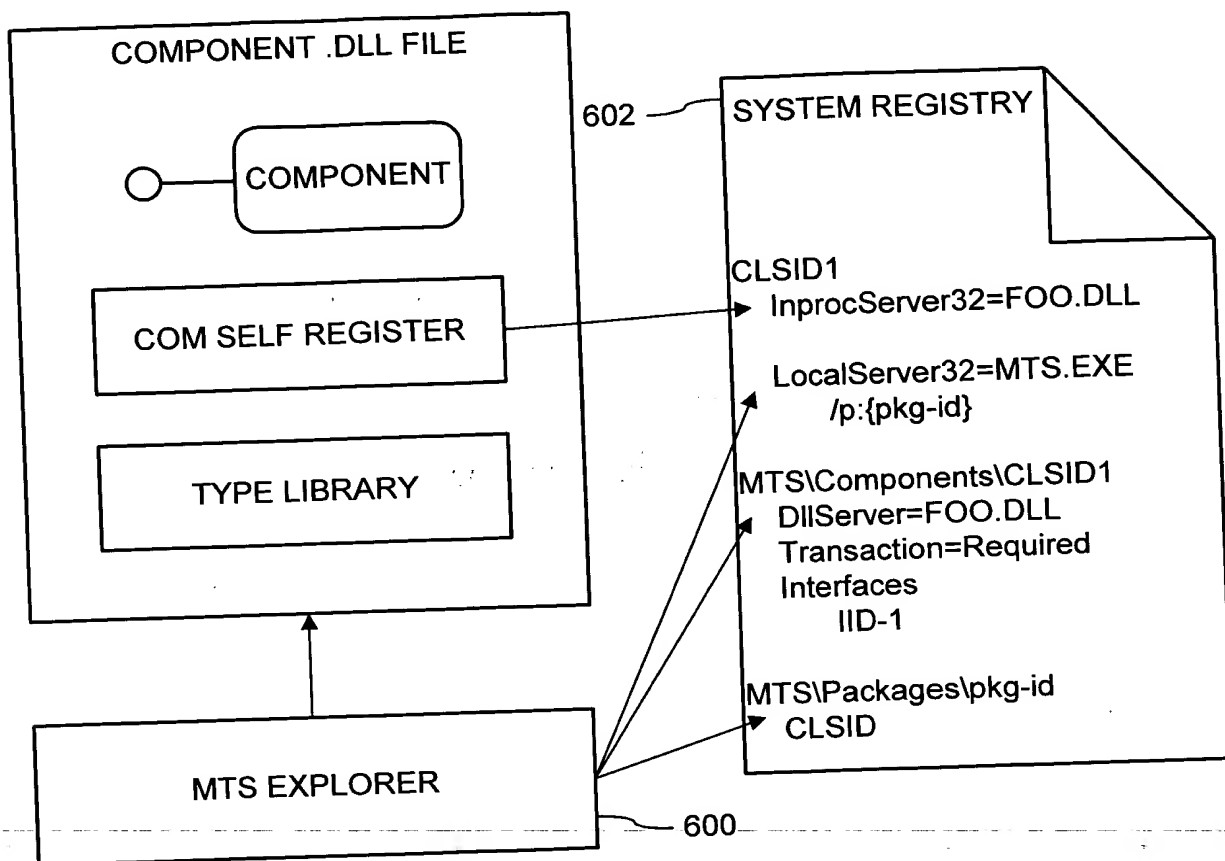 COMPONENT .DLL FILE
COMPONENT
COM SELF REGISTER
TYPE LIBRARY
MTS EXPLORER
600
602
SYSTEM REGISTRY
CLSID1
InprocServer32=FOO.DLL
LocalServer32=MTS.EXE
/p:{pkg-id}
MTS\Components\CLSID1
DllServer=FOO.DLL
Transaction=Required
Interfaces
IID-1
MTS\Packages\pkg-id
CLSID